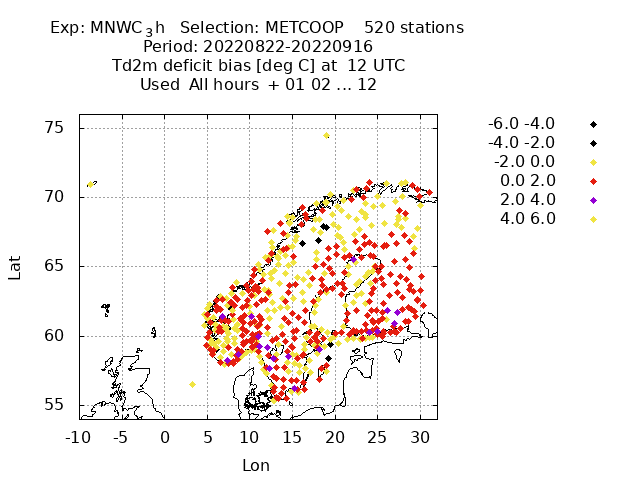 Exp: MNWC_3h   Selection: METCOOP    520 stations
Period: 20220822-20220916
Td2m deficit bias [deg C] at  12 UTC
Used  All hours  + 01 02 ... 12
-6.0 -4.0
-4.0 -2.0
-2.0 0.0
0.0 2.0
2.0 4.0
4.0 6.0
75
70
65
60
55
Lat
-10 -5 0 5 10 15 20 25 30
Lon